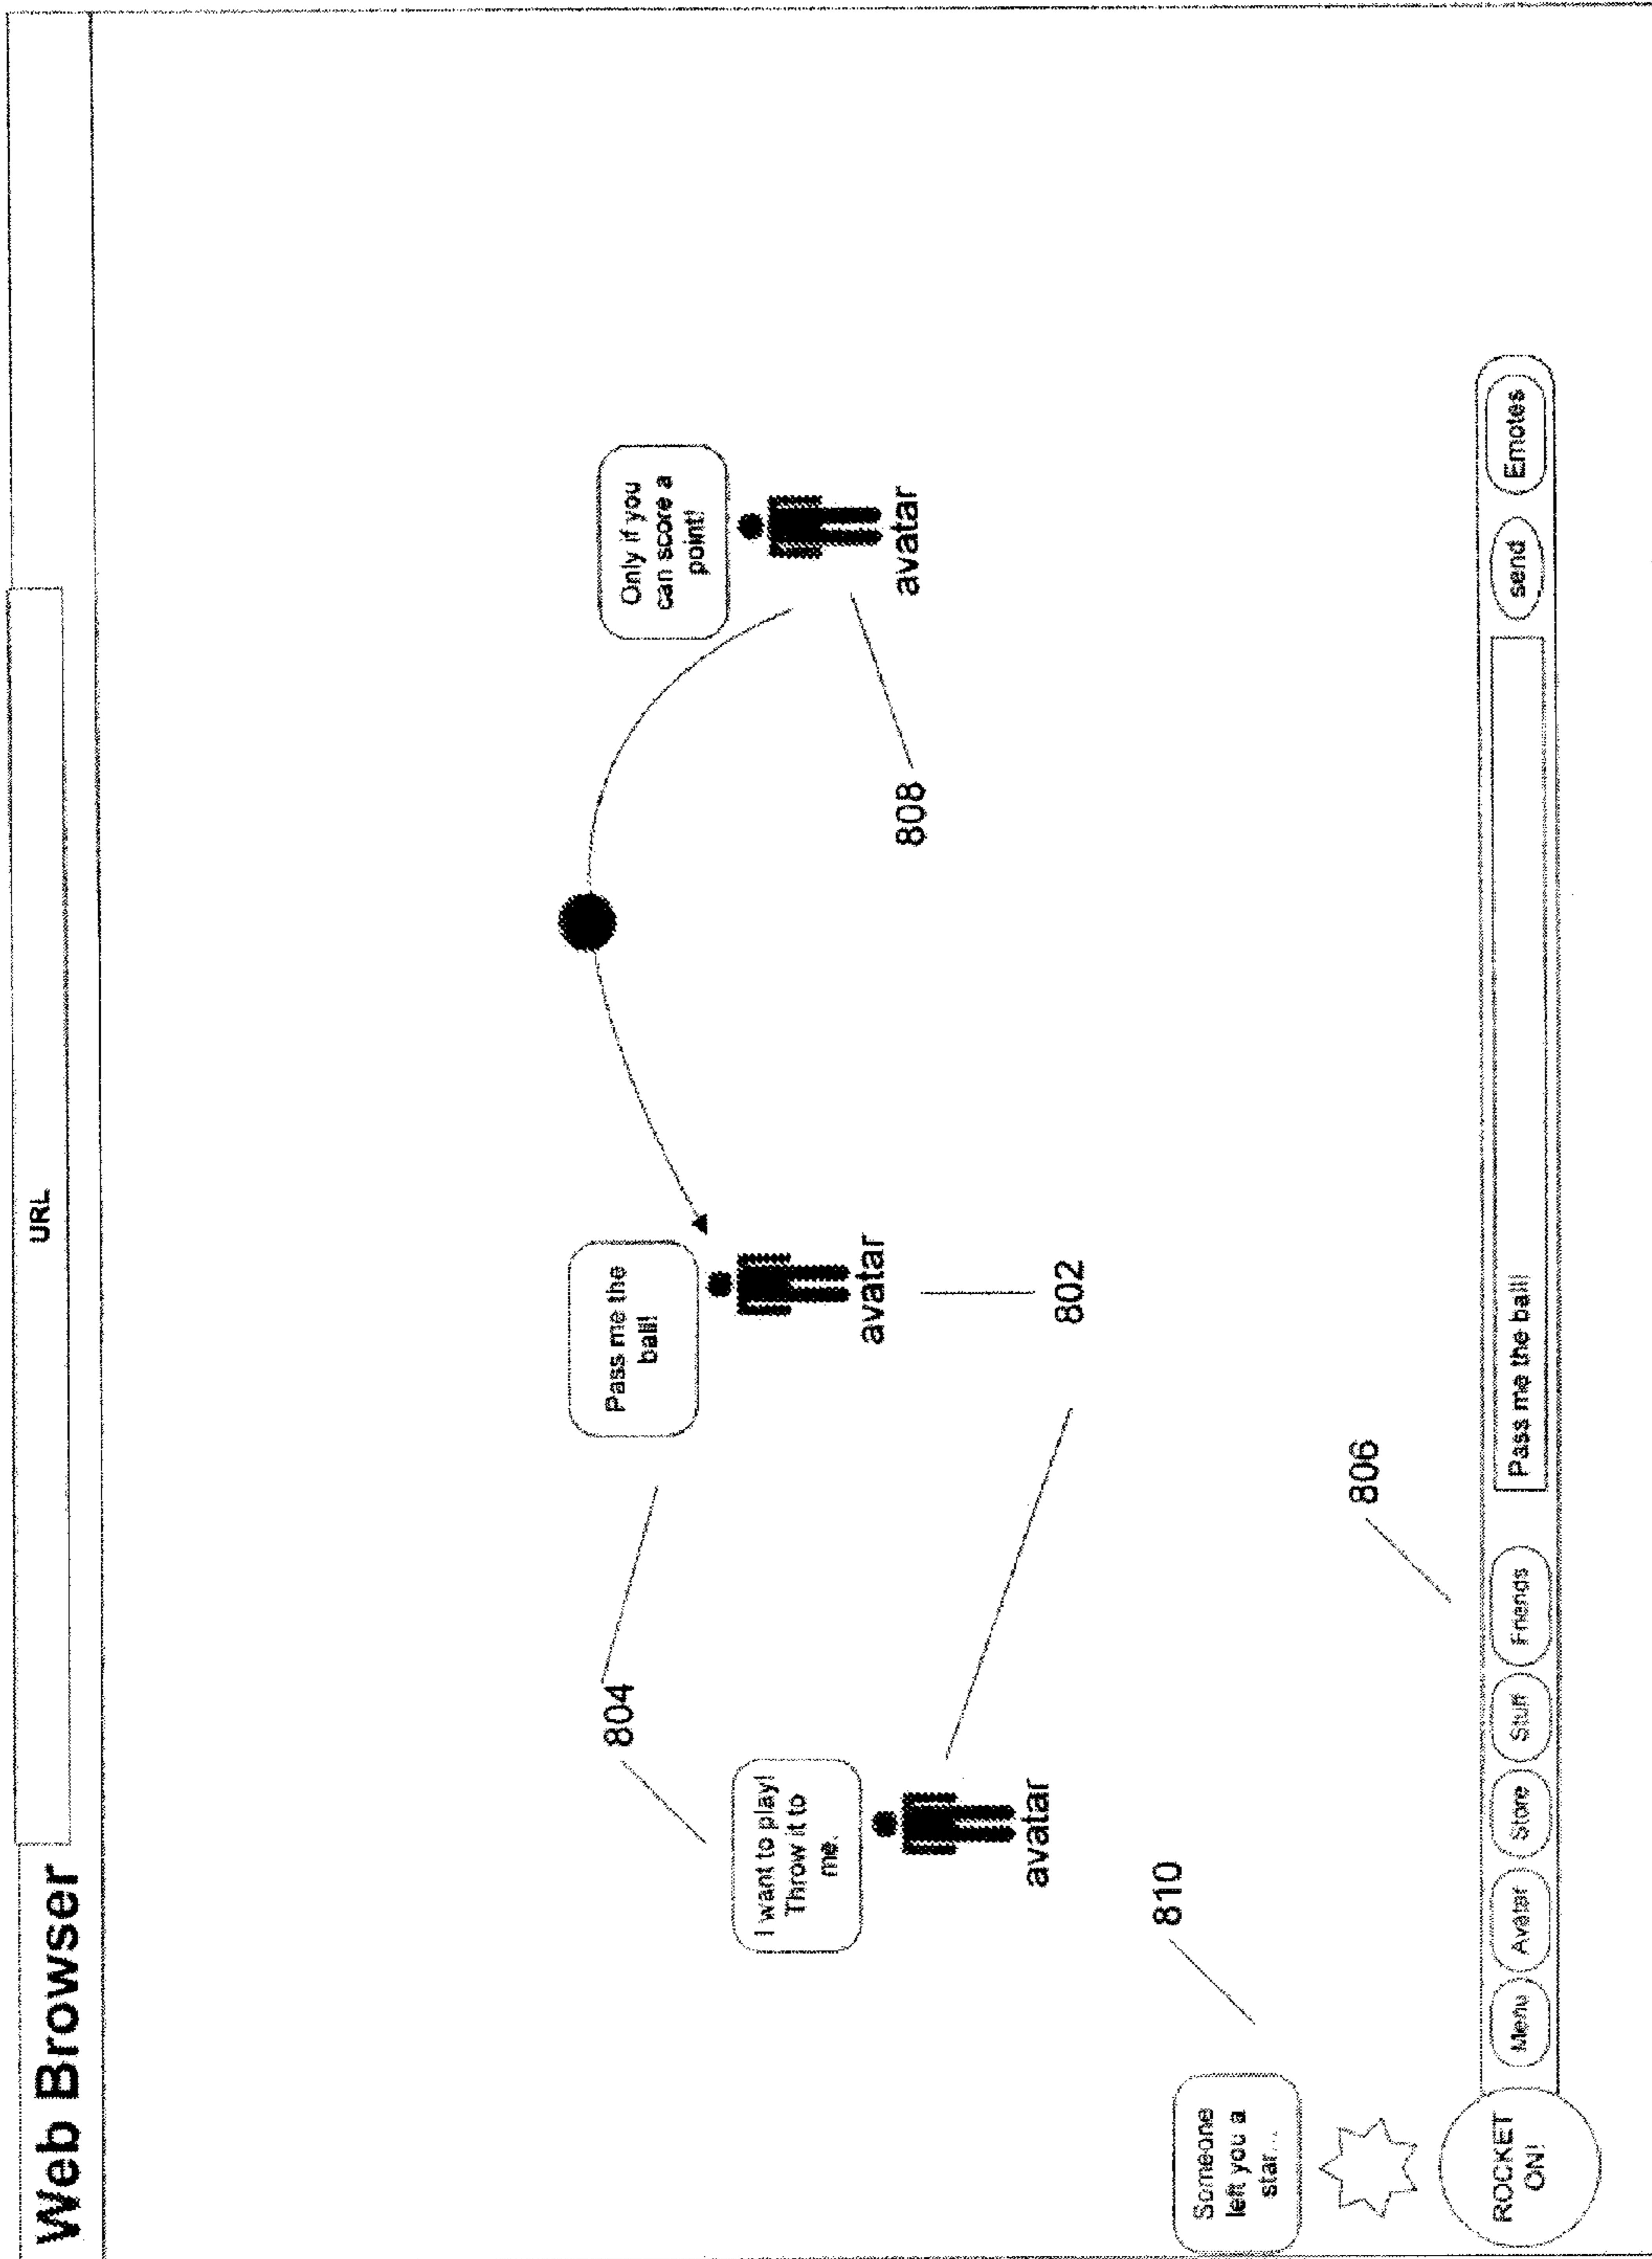 Web Browser
URL
Only if you
can score a
point!
Pass me the
ball!
avatar
808
804
I want to play!
Throw it to
me.
avatar
802
avatar
810
806
Someone
left you a
star...
ROCKET
ON!
Menu
Avatar
Store
Stuff
Friends
Pass me the ball!
send
Emotes